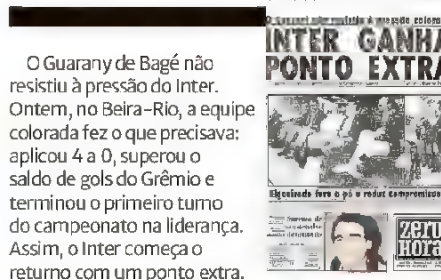 O Guarany de Bagé não
resistiu à pressão do Inter.
Ontem, no Beira-Rio, a equipe
colorada fez o que precisava:
aplicou 4 a 0, superou o
saldo de gols do Grêmio e
terminou o primeiro turno
do campeonato na liderança.
Assim, o Inter começa o
returno com um ponto extra.
INTER GANHA
PONTO EXTRA
ZERO
HORA